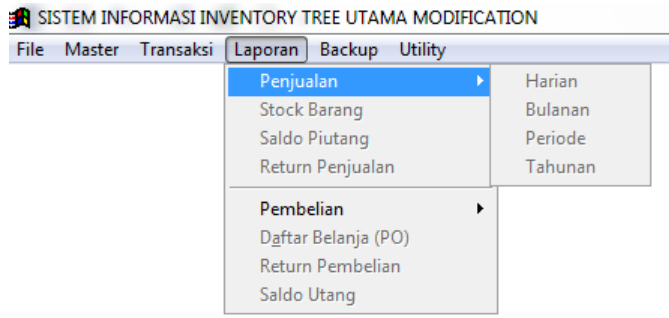 SISTEM INFORMASI INVENTORY TREE UTAMA MODIFICATION
File Master Transaksi Laporan Backup Utility
Penjualan
Stock Barang
Saldo Piutang
Return Penjualan
Pembelian
Daftar Belanja (PO)
Return Pembelian
Saldo Utang
Harian
Bulanan
Periode
Tahunan